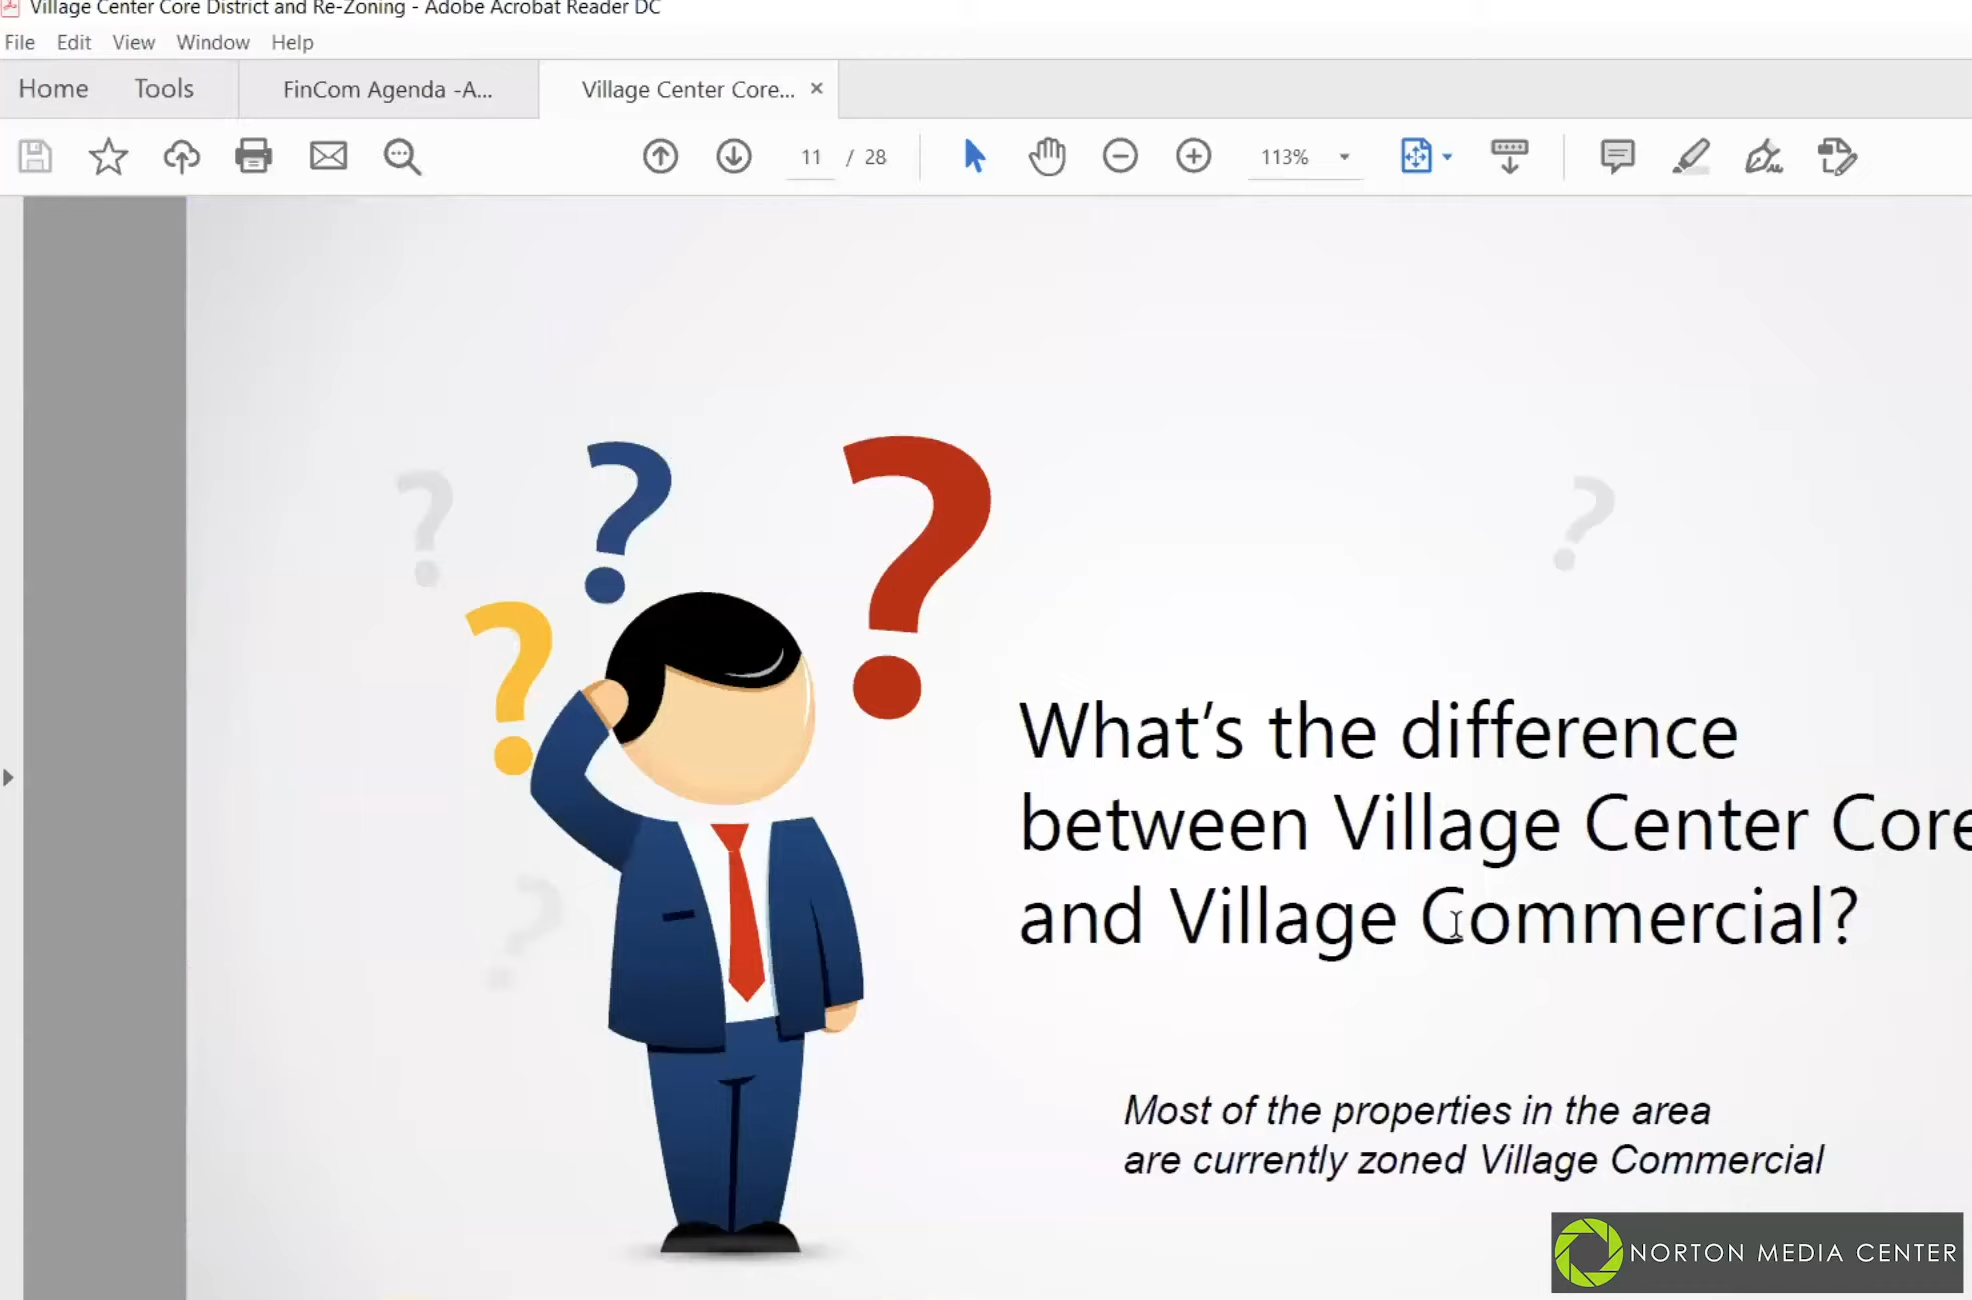 Village Center Core District and Re-Zoning - Adobe Acrobat Reader DC
File Edit View Window Help
Home Tools FinCom Agenda -A... Village Center Core... ×
11 / 28 113%
? ? ? ? ? ?
What's the difference
between Village Center Core
and Village Commercial?
Most of the properties in the area
are currently zoned Village Commercial
NORTON MEDIA CENTER